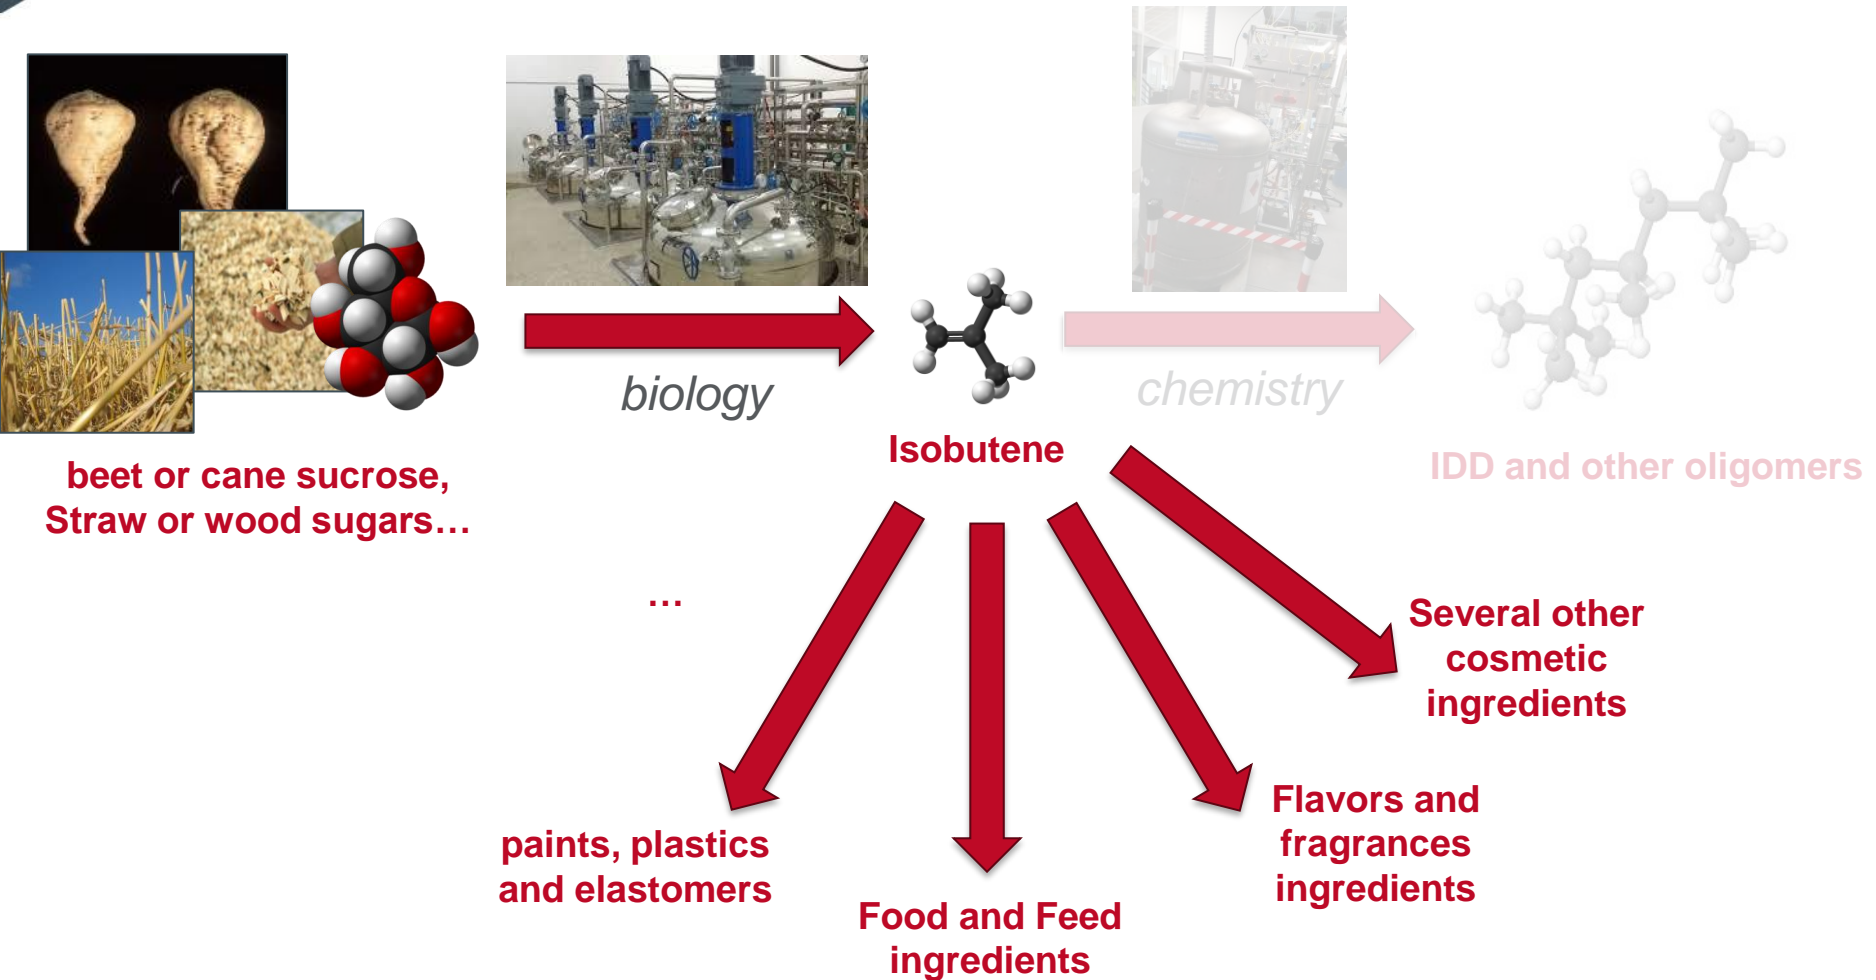 biology
chemistry
Isobutene
beet or cane sucrose,
Straw or wood sugars…
IDD and other oligomers
…
Several other
cosmetic
ingredients
Flavors and
fragrances
ingredients
paints, plastics
and elastomers
Food and Feed
ingredients